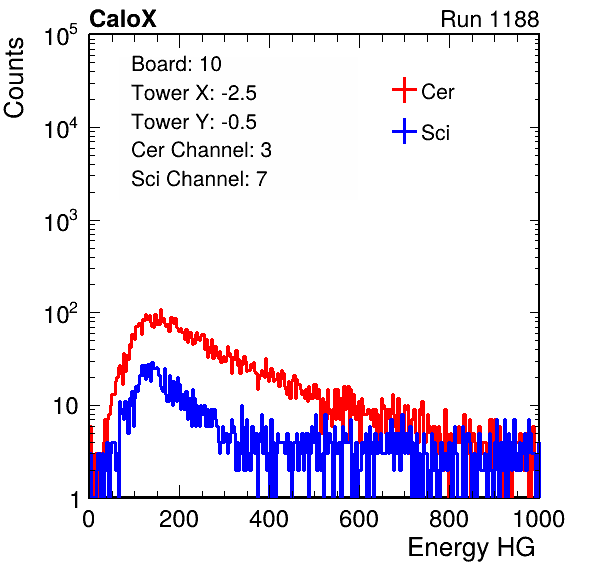 CaloX Run 1188
Counts
10^5
10^4
10^3
10^2
10
1
Board: 10
Tower X: -2.5
Tower Y: -0.5
Cer Channel: 3
Sci Channel: 7
Cer
Sci
0 200 400 600 800 1000
Energy HG